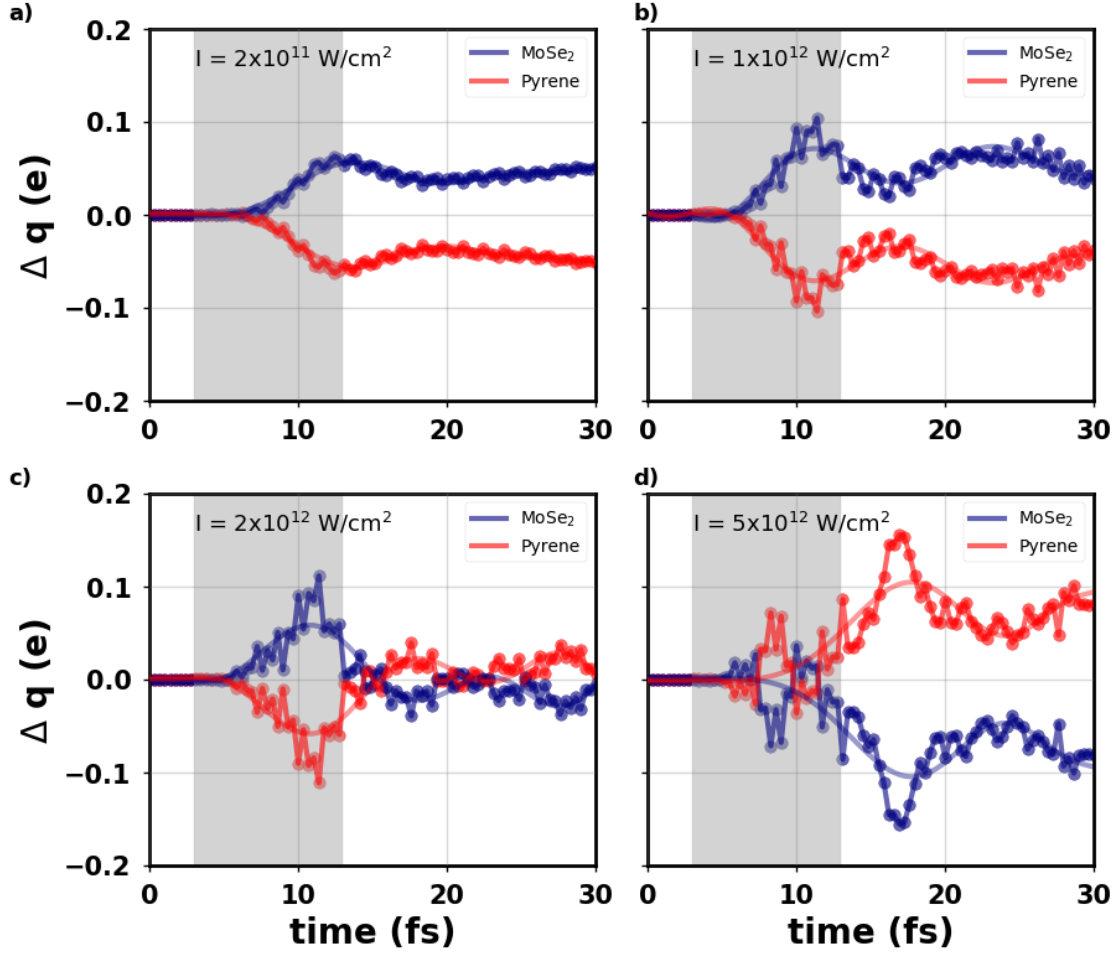 a)
I = 2x10¹¹ W/cm²
MoSe₂
Pyrene
0.2
0.1
0.0
−0.1
−0.2
Δ q (e)
0 10 20 30
b)
I = 1x10¹² W/cm²
MoSe₂
Pyrene
0 10 20 30
c)
I = 2x10¹² W/cm²
MoSe₂
Pyrene
0.2
0.1
0.0
−0.1
−0.2
Δ q (e)
0 10 20 30
time (fs)
d)
I = 5x10¹² W/cm²
MoSe₂
Pyrene
0 10 20 30
time (fs)